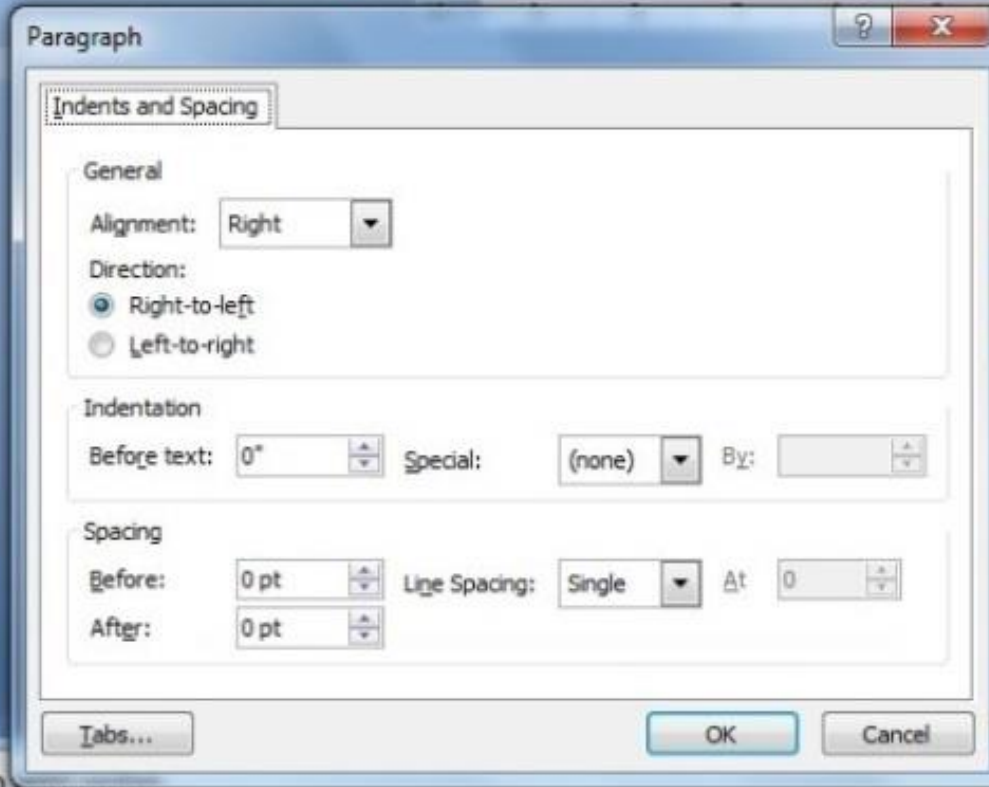 Paragraph
Indents and Spacing
General
Alignment: Right
Direction:
Right-to-left
Left-to-right
Indentation
Before text: 0" Special: (none) By:
Spacing
Before: 0 pt Line Spacing: Single At 0
After: 0 pt
Tabs... OK Cancel